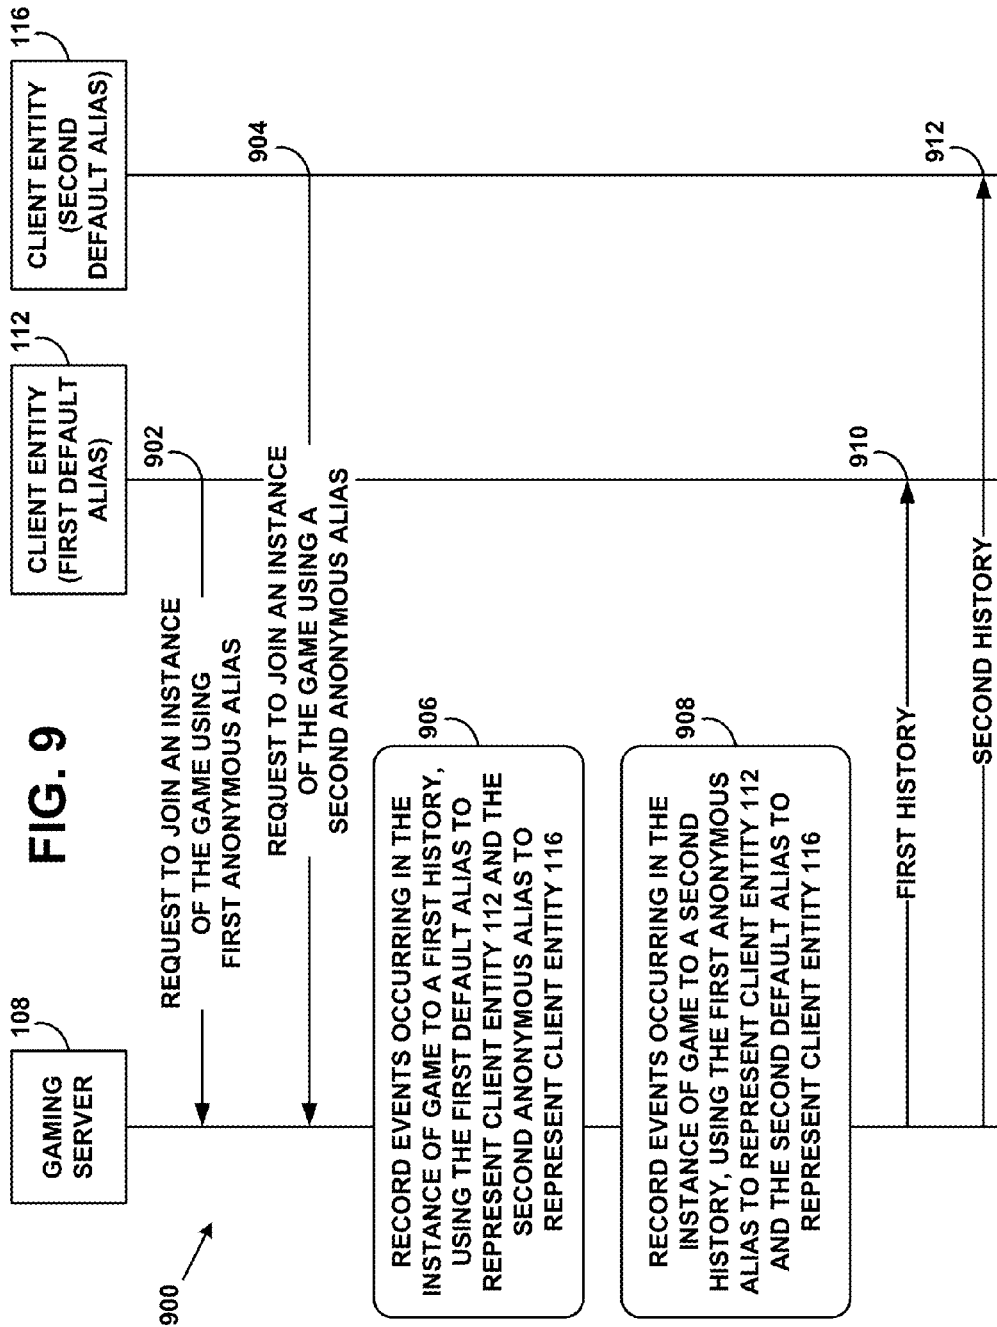 FIG. 9
900
108
GAMING
SERVER
112
CLIENT ENTITY
(FIRST DEFAULT
ALIAS)
116
CLIENT ENTITY
(SECOND
DEFAULT ALIAS)
902
REQUEST TO JOIN AN INSTANCE
OF THE GAME USING
FIRST ANONYMOUS ALIAS
904
REQUEST TO JOIN AN INSTANCE
OF THE GAME USING A
SECOND ANONYMOUS ALIAS
906
RECORD EVENTS OCCURRING IN THE
INSTANCE OF GAME TO A FIRST HISTORY,
USING THE FIRST DEFAULT ALIAS TO
REPRESENT CLIENT ENTITY 112 AND THE
SECOND ANONYMOUS ALIAS TO
REPRESENT CLIENT ENTITY 116
908
RECORD EVENTS OCCURRING IN THE
INSTANCE OF GAME TO A SECOND
HISTORY, USING THE FIRST ANONYMOUS
ALIAS TO REPRESENT CLIENT ENTITY 112
AND THE SECOND DEFAULT ALIAS TO
REPRESENT CLIENT ENTITY 116
910
FIRST HISTORY
912
SECOND HISTORY